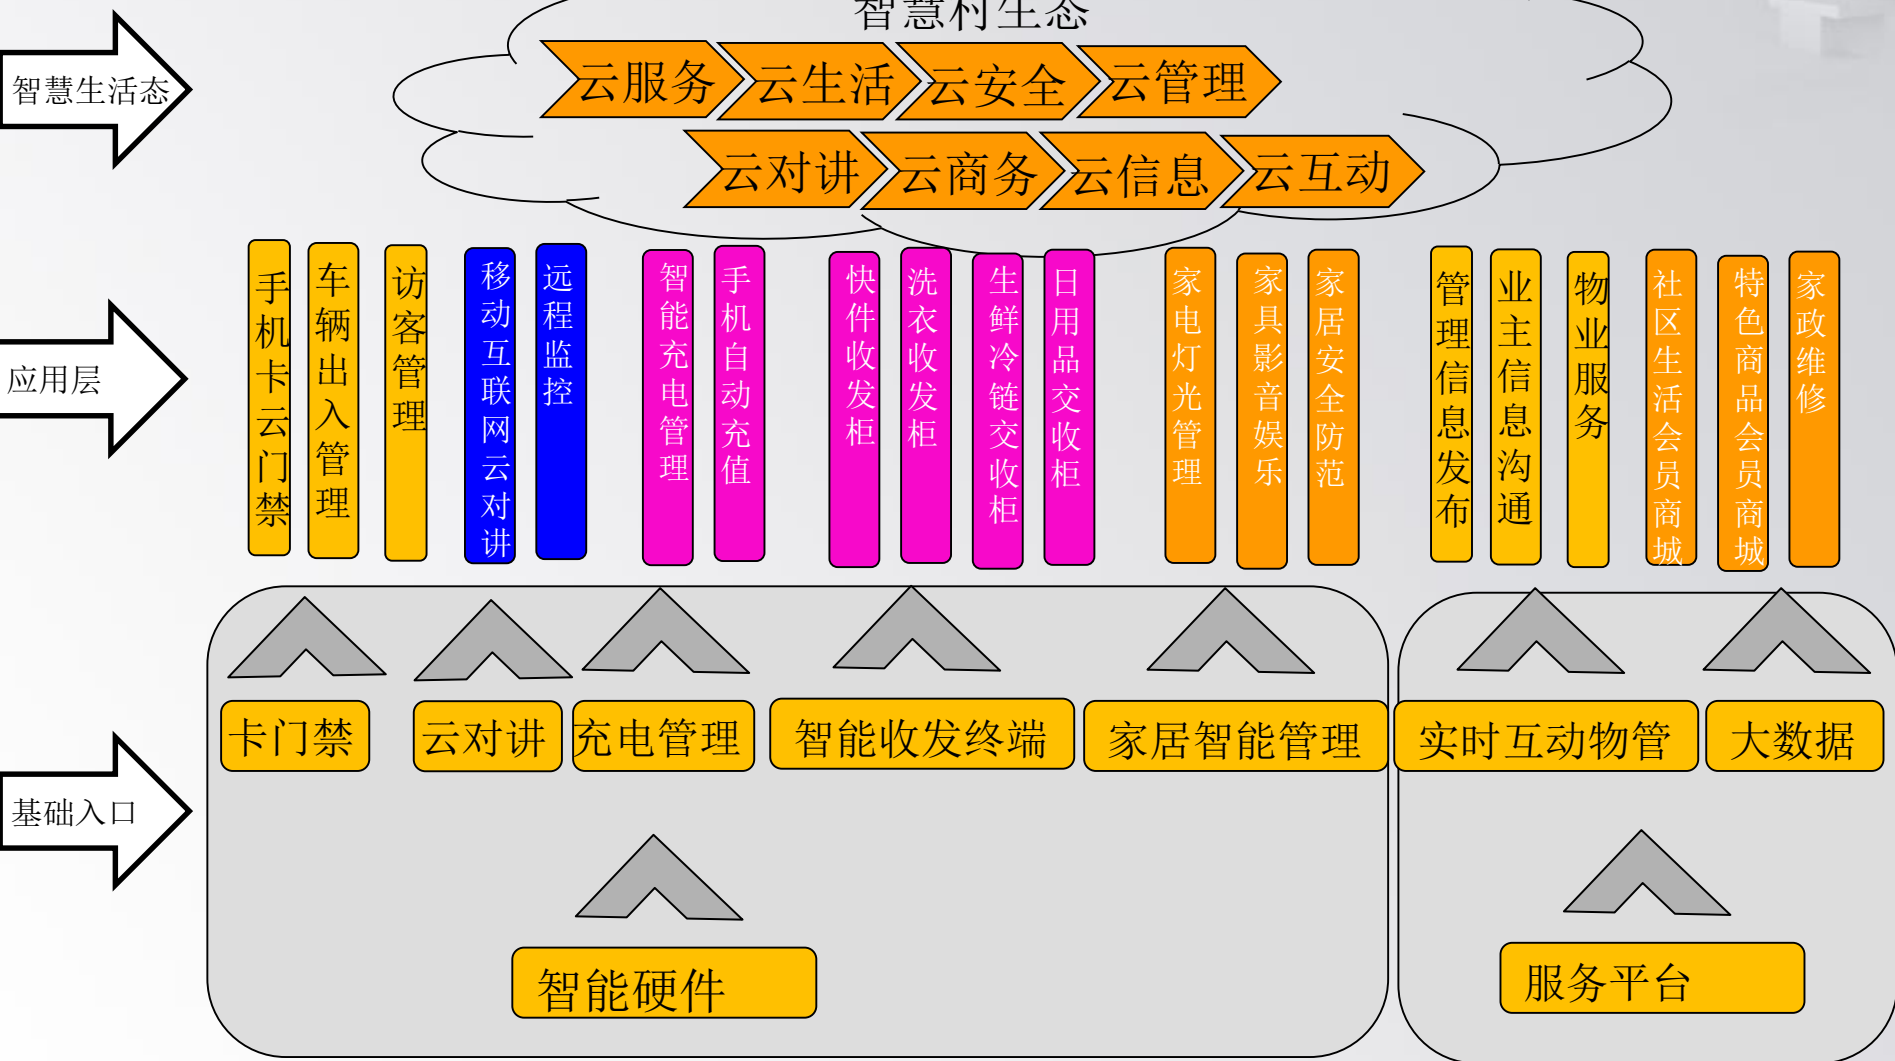 智慧村生态
智慧生活态
云服务
云生活
云安全
云管理
云对讲
云商务
云信息
云互动
应用层
手机卡云门禁
车辆出入管理
访客管理
移动互联网云对讲
远程监控
智能充电管理
手机自动充值
快件收发柜
洗衣收发柜
生鲜冷链交收柜
日用品交收柜
家电灯光管理
家具影音娱乐
家居安全防范
管理信息发布
业主信息沟通
物业服务
社区生活会员商城
特色商品会员商城
家政维修
基础入口
卡门禁
云对讲
充电管理
智能收发终端
家居智能管理
实时互动物管
大数据
智能硬件
服务平台